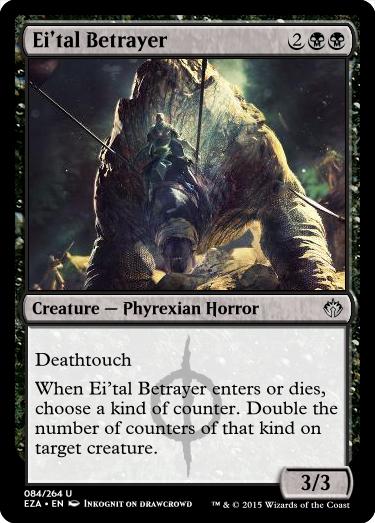 Ei'tal Betrayer 2
Creature — Phyrexian Horror
Deathtouch
When Ei'tal Betrayer enters or dies,
choose a kind of counter. Double the
number of counters of that kind on
target creature.
3/3
084/264 U
EZA • EN Inkognit on drawcrowd ™ & © 2015 Wizards of the Coast